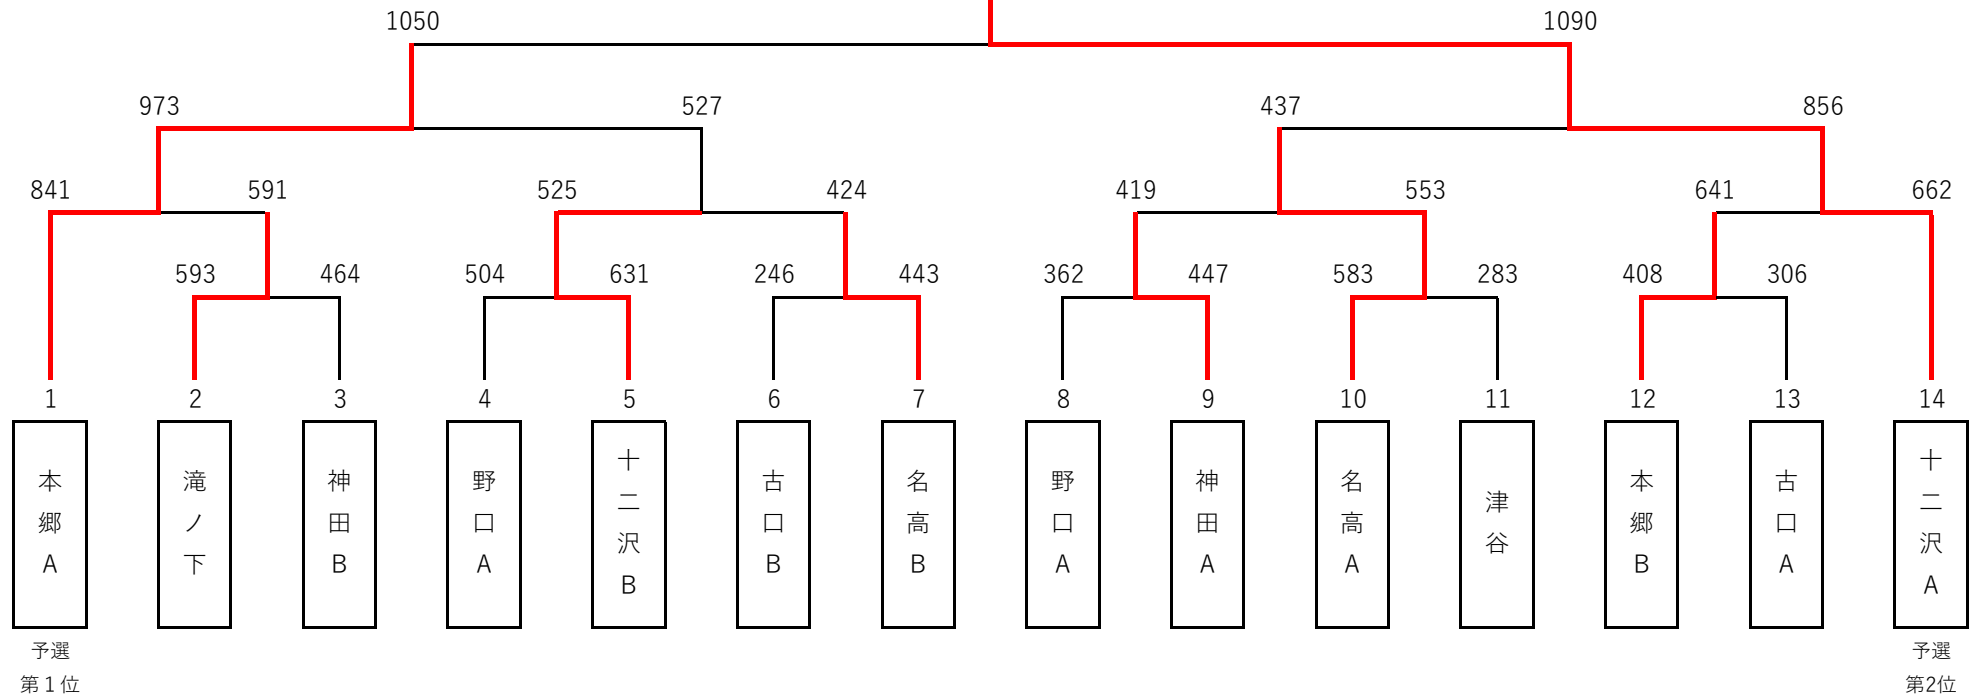 1050 1090
973 527 437 856
841 591 525 424 419 553 641 662
593 464 504 631 246 443 362 447 583 283 408 306
1 2 3 4 5 6 7 8 9 10 11 12 13 14
本郷A
滝ノ下
神田B
野口A
十二沢B
古口B
名高B
野口A
神田A
名高A
津谷
本郷B
古口A
十二沢A
予選
第1位
予選
第2位